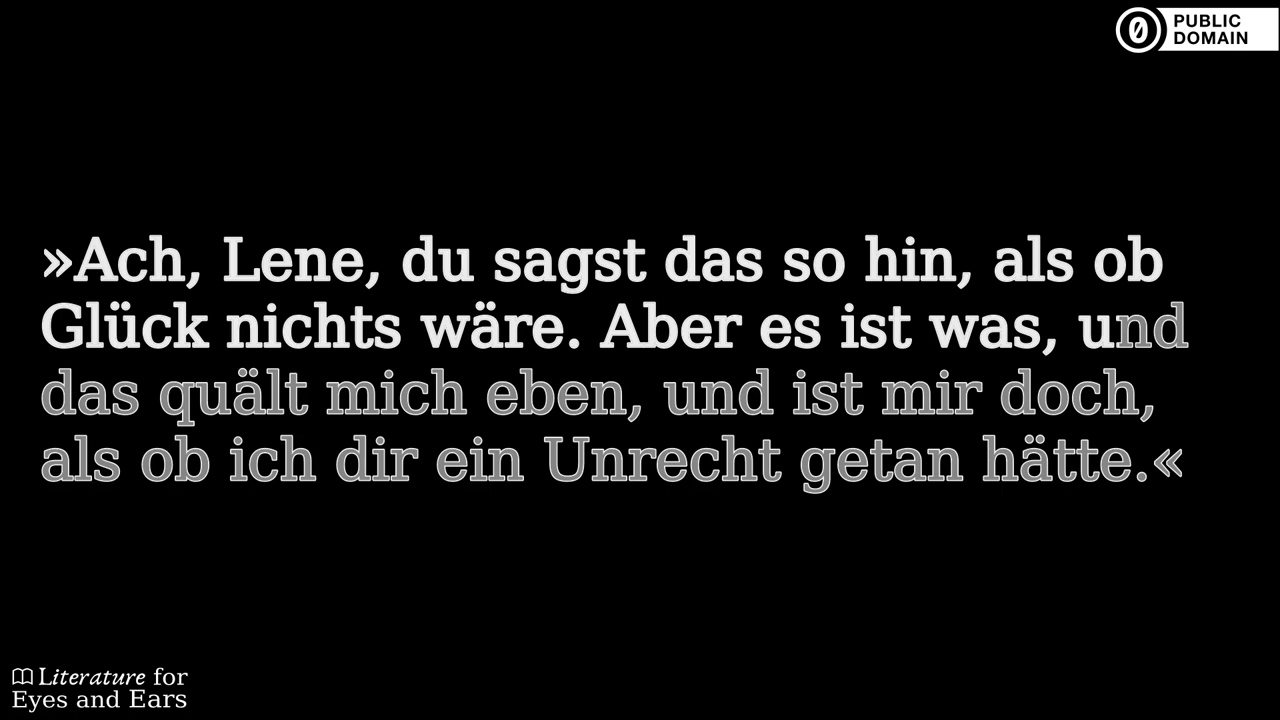 PUBLIC
DOMAIN
»Ach, Lene, du sagst das so hin, als ob
Glück nichts wäre. Aber es ist was, und
das quält mich eben, und ist mir doch,
als ob ich dir ein Unrecht getan hätte.«
Literature for
Eyes and Ears